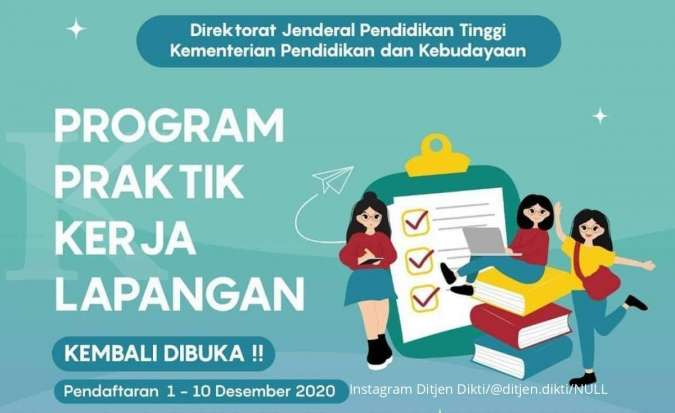 Direktorat Jenderal Pendidikan Tinggi
Kementerian Pendidikan dan Kebudayaan
PROGRAM
PRAKTIK
KERJA
LAPANGAN
KEMBALI DIBUKA !!
Pendaftaran 1 - 10 Desember 2020
Instagram Ditjen Dikti/@ditjen.dikti/NULL